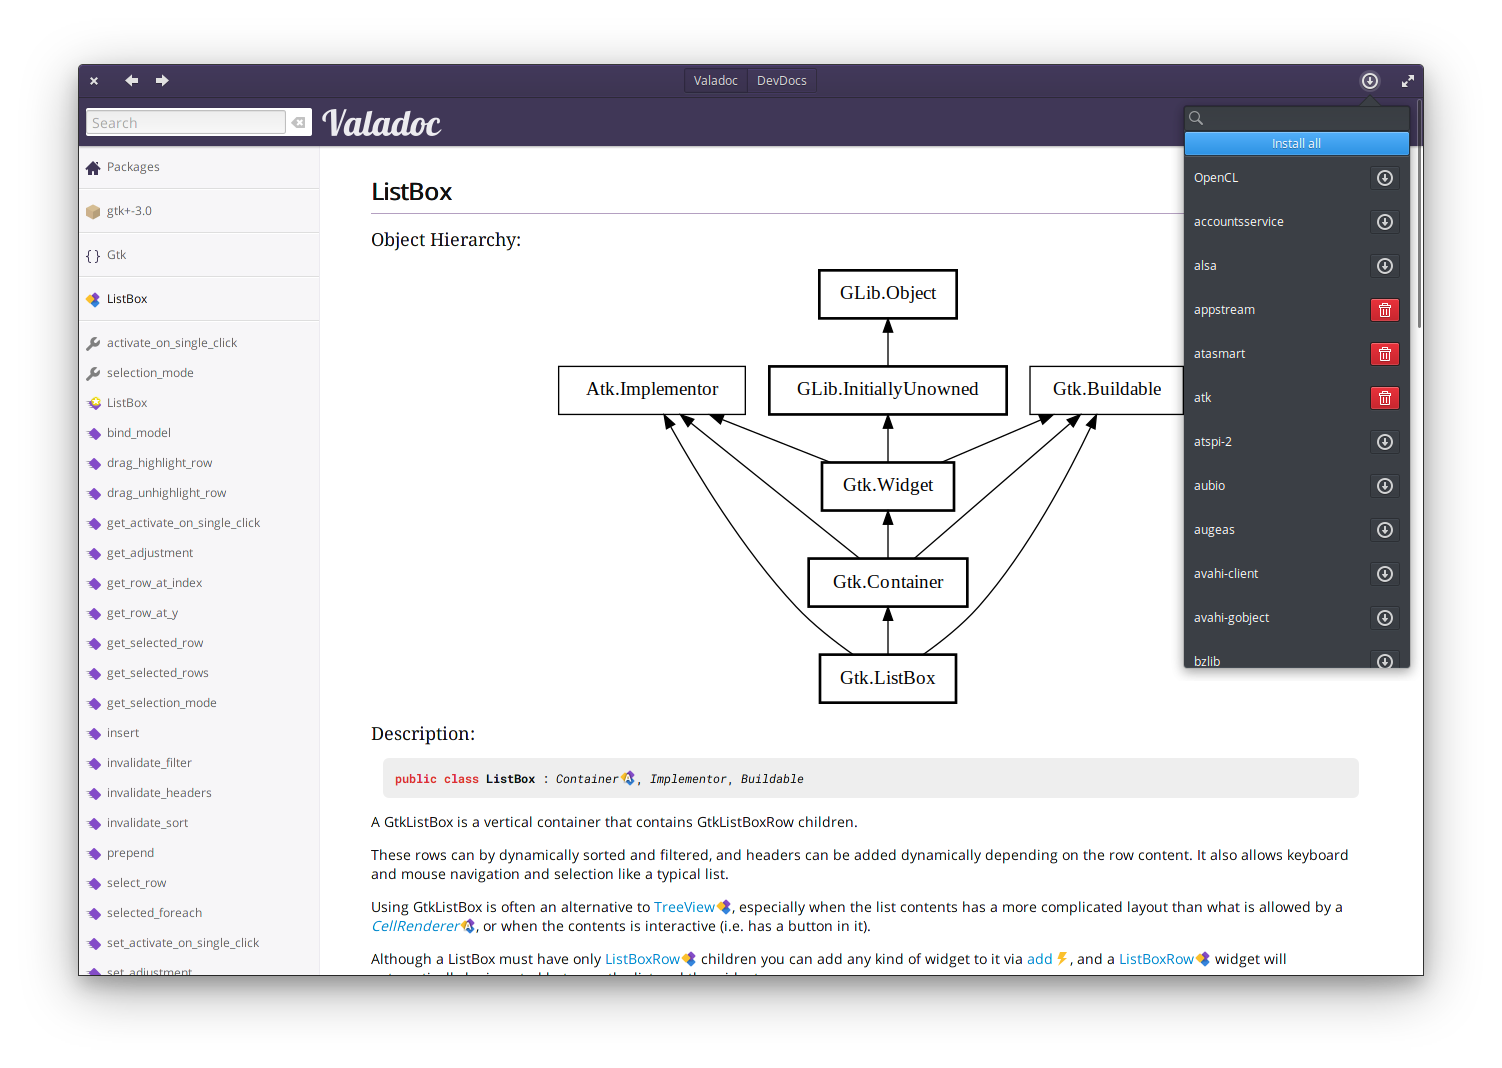 Valadoc DevDocs
Search
Valadoc
Install all
OpenCL
accountsservice
alsa
appstream
atasmart
atk
atspi-2
aubio
augeas
avahi-client
avahi-gobject
bzlib
Packages
gtk+-3.0
{ } Gtk
ListBox
activate_on_single_click
selection_mode
ListBox
bind_model
drag_highlight_row
drag_unhighlight_row
get_activate_on_single_click
get_adjustment
get_row_at_index
get_row_at_y
get_selected_row
get_selected_rows
get_selection_mode
insert
invalidate_filter
invalidate_headers
invalidate_sort
prepend
select_row
selected_foreach
set_activate_on_single_click
set_adjustment
ListBox
Object Hierarchy:
GLib.Object
Atk.Implementor
GLib.InitiallyUnowned
Gtk.Buildable
Gtk.Widget
Gtk.Container
Gtk.ListBox
Description:
public class ListBox : Container, Implementor, Buildable
A GtkListBox is a vertical container that contains GtkListBoxRow children.
These rows can by dynamically sorted and filtered, and headers can be added dynamically depending on the row content. It also allows keyboard
and mouse navigation and selection like a typical list.
Using GtkListBox is often an alternative to TreeView, especially when the list contents has a more complicated layout than what is allowed by a
CellRenderer, or when the contents is interactive (i.e. has a button in it).
Although a ListBox must have only ListBoxRow children you can add any kind of widget to it via add, and a ListBoxRow widget will